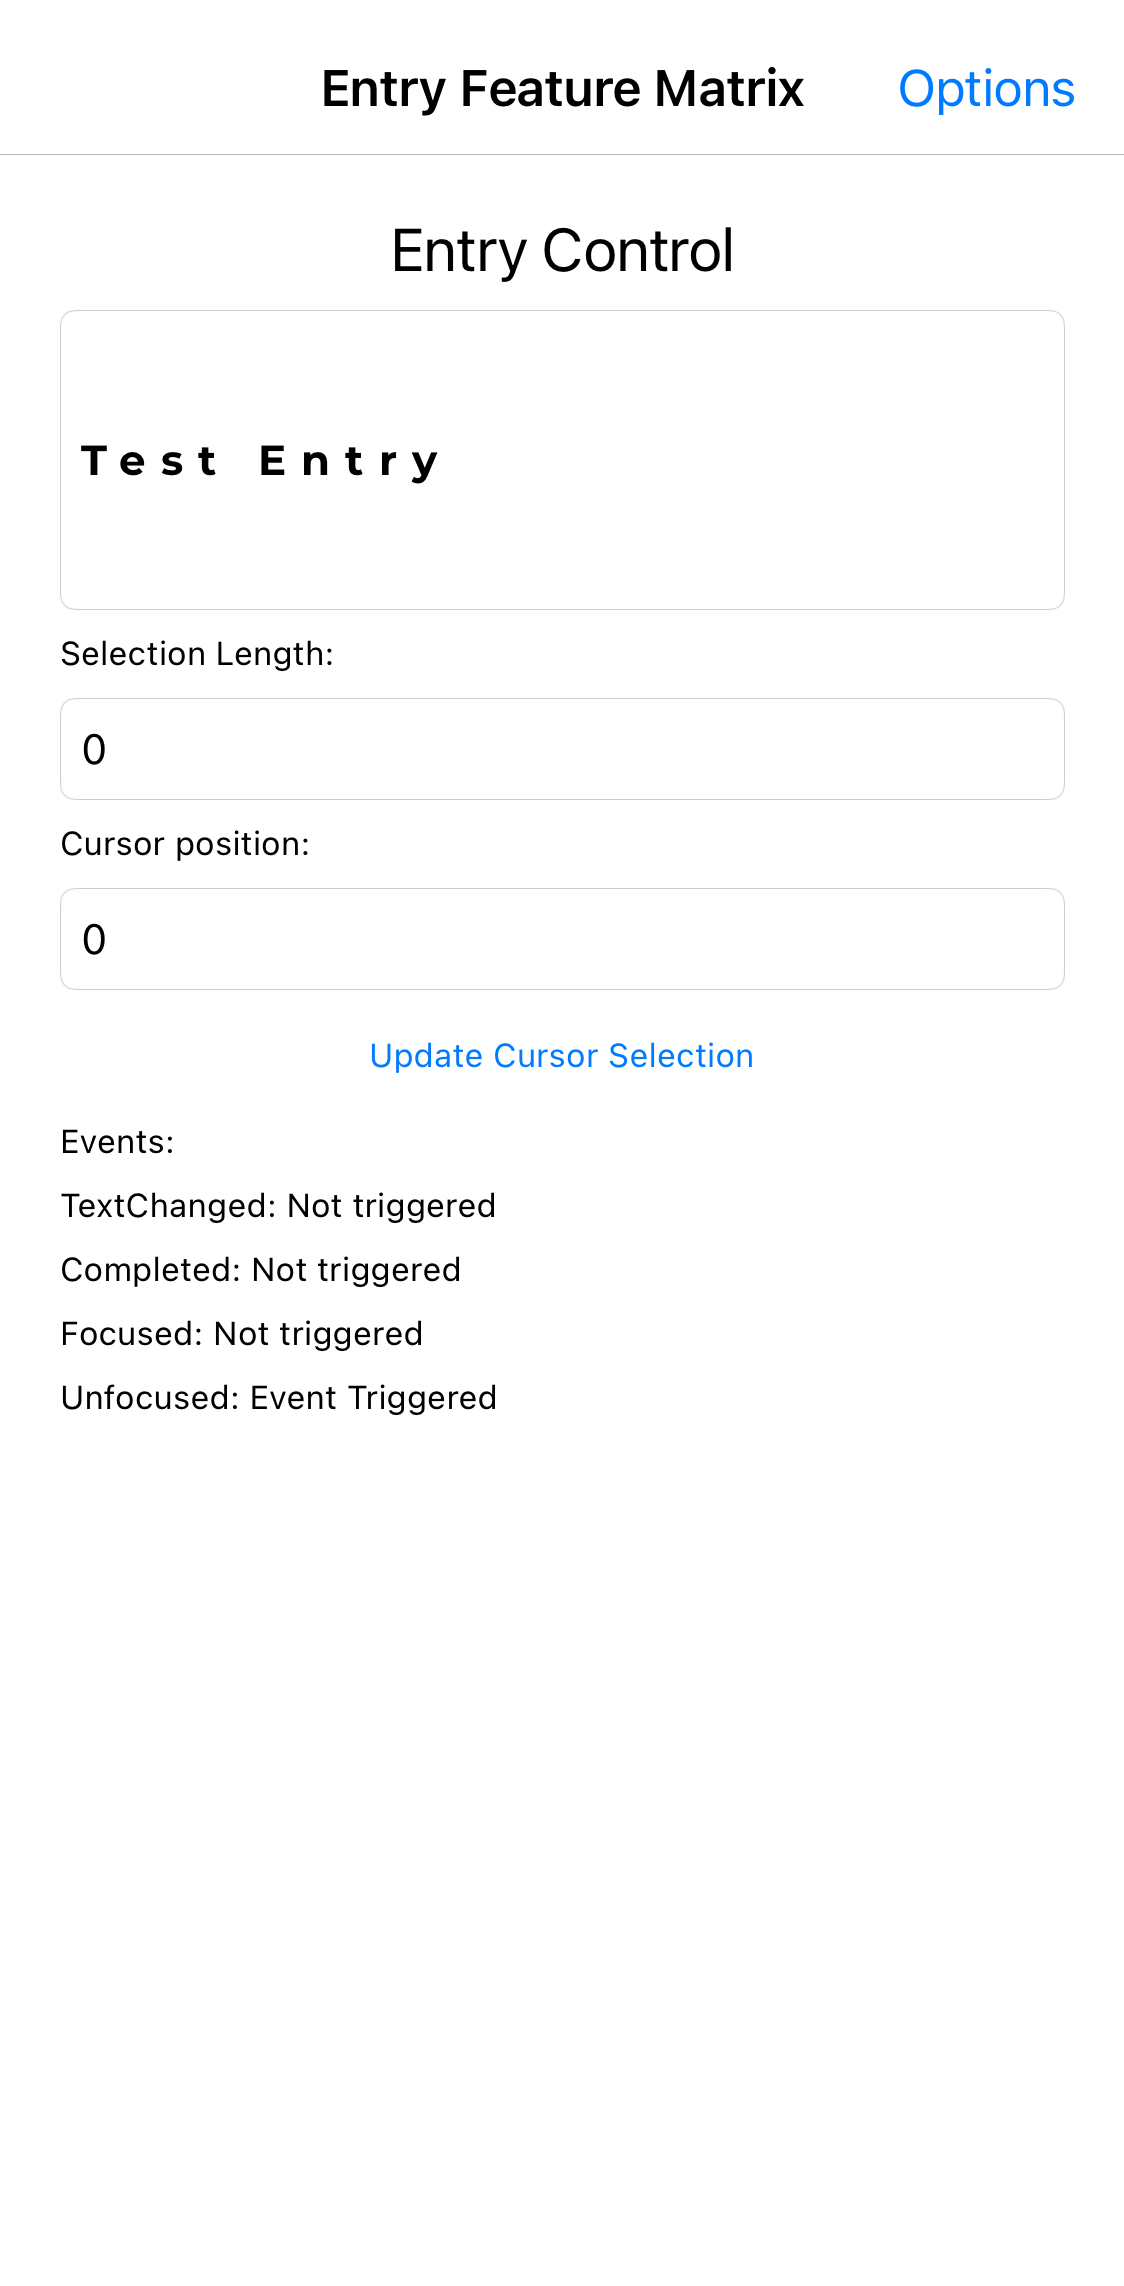 Entry Feature Matrix Options
Entry Control
Test Entry
Selection Length:
0
Cursor position:
0
Update Cursor Selection
Events:
TextChanged: Not triggered
Completed: Not triggered
Focused: Not triggered
Unfocused: Event Triggered